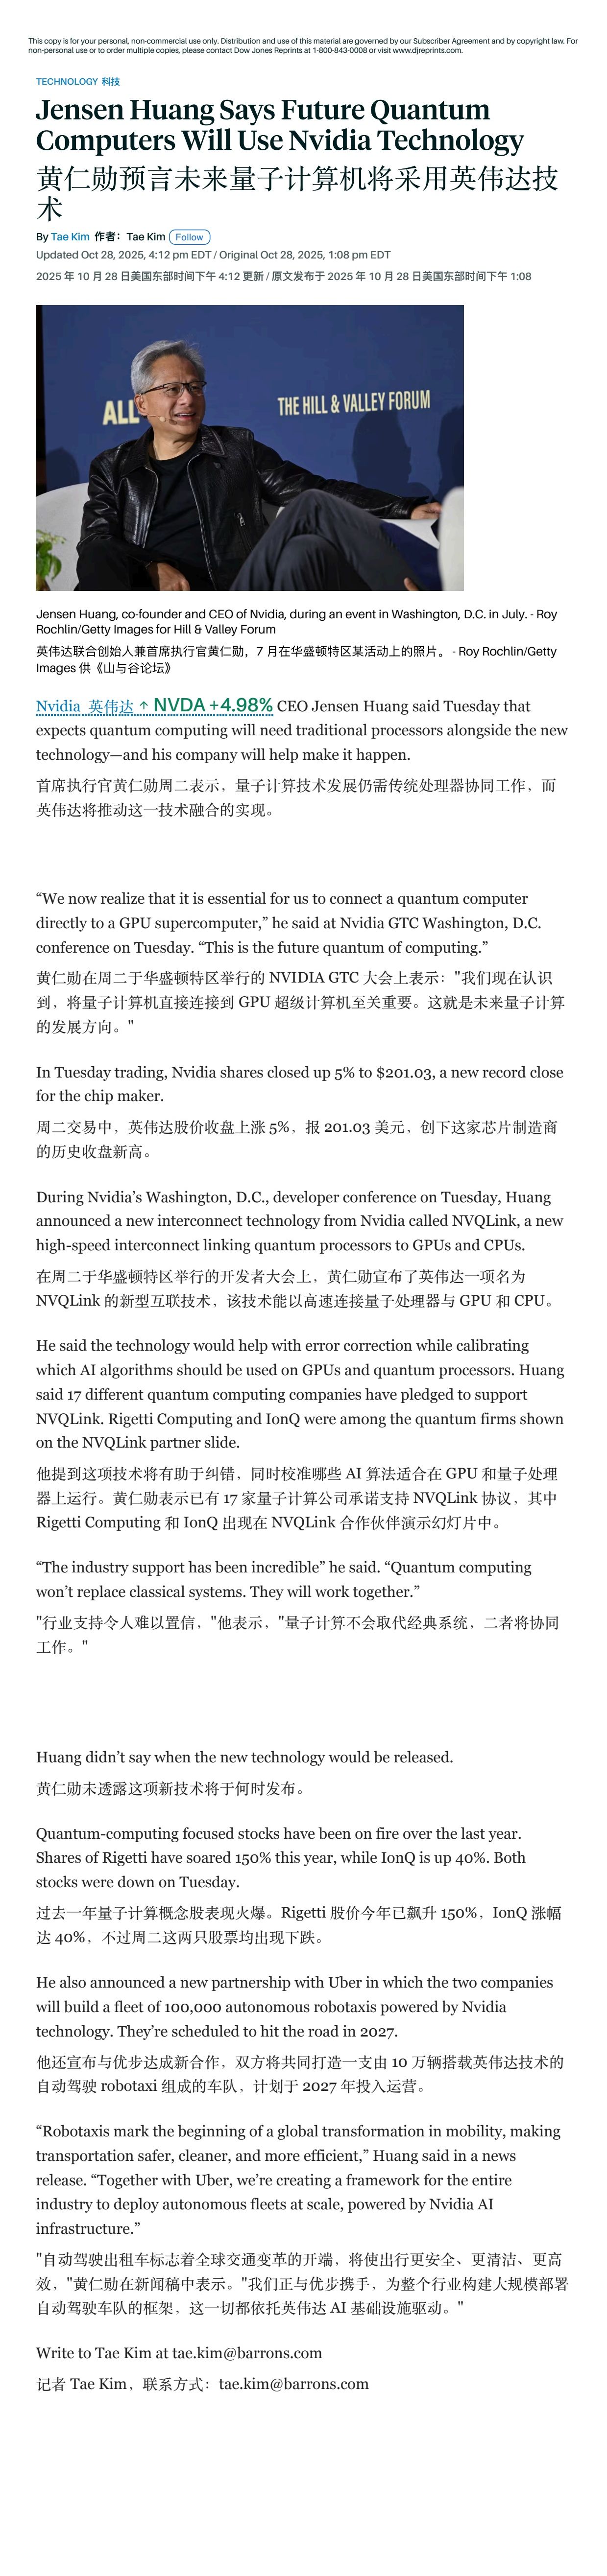 This copy is for your personal, non-commercial use only. Distribution and use of this material are governed by our Subscriber Agreement and by copyright law. For
non-personal use or to order multiple copies, please contact Dow Jones Reprints at 1-800-843-0008 or visit www.djreprints.com.
TECHNOLOGY 科技
Jensen Huang Says Future Quantum
Computers Will Use Nvidia Technology
黄仁勋预言未来量子计算机将采用英伟达技
术
By Tae Kim 作者：Tae Kim Follow
Updated Oct 28, 2025, 4:12 pm EDT / Original Oct 28, 2025, 1:08 pm EDT
2025 年 10 月 28 日美国东部时间下午 4:12 更新 / 原文发布于 2025 年 10 月 28 日美国东部时间下午 1:08
ALL
THE HILL & VALLEY FORUM
Jensen Huang, co-founder and CEO of Nvidia, during an event in Washington, D.C. in July. - Roy
Rochlin/Getty Images for Hill & Valley Forum
英伟达联合创始人兼首席执行官黄仁勋，7 月在华盛顿特区某活动上的照片。 - Roy Rochlin/Getty
Images 供《山与谷论坛》
Nvidia 英伟达 ↑ NVDA +4.98% CEO Jensen Huang said Tuesday that
expects quantum computing will need traditional processors alongside the new
technology—and his company will help make it happen.
首席执行官黄仁勋周二表示，量子计算技术发展仍需传统处理器协同工作，而
英伟达将推动这一技术融合的实现。
“We now realize that it is essential for us to connect a quantum computer
directly to a GPU supercomputer,” he said at Nvidia GTC Washington, D.C.
conference on Tuesday. “This is the future quantum of computing.”
黄仁勋在周二于华盛顿特区举行的 NVIDIA GTC 大会上表示："我们现在认识
到，将量子计算机直接连接到 GPU 超级计算机至关重要。这就是未来量子计算
的发展方向。"
In Tuesday trading, Nvidia shares closed up 5% to $201.03, a new record close
for the chip maker.
周二交易中，英伟达股价收盘上涨 5%，报 201.03 美元，创下这家芯片制造商
的历史收盘新高。
During Nvidia’s Washington, D.C., developer conference on Tuesday, Huang
announced a new interconnect technology from Nvidia called NVQLink, a new
high-speed interconnect linking quantum processors to GPUs and CPUs.
在周二于华盛顿特区举行的开发者大会上，黄仁勋宣布了英伟达一项名为
NVQLink 的新型互联技术，该技术能以高速连接量子处理器与 GPU 和 CPU。
He said the technology would help with error correction while calibrating
which AI algorithms should be used on GPUs and quantum processors. Huang
said 17 different quantum computing companies have pledged to support
NVQLink. Rigetti Computing and IonQ were among the quantum firms shown
on the NVQLink partner slide.
他提到这项技术将有助于纠错，同时校准哪些 AI 算法适合在 GPU 和量子处理
器上运行。黄仁勋表示已有 17 家量子计算公司承诺支持 NVQLink 协议，其中
Rigetti Computing 和 IonQ 出现在 NVQLink 合作伙伴演示幻灯片中。
“The industry support has been incredible” he said. “Quantum computing
won’t replace classical systems. They will work together.”
"行业支持令人难以置信，"他表示，"量子计算不会取代经典系统，二者将协同
工作。"
Huang didn’t say when the new technology would be released.
黄仁勋未透露这项新技术将于何时发布。
Quantum-computing focused stocks have been on fire over the last year.
Shares of Rigetti have soared 150% this year, while IonQ is up 40%. Both
stocks were down on Tuesday.
过去一年量子计算概念股表现火爆。Rigetti 股价今年已飙升 150%，IonQ 涨幅
达 40%，不过周二这两只股票均出现下跌。
He also announced a new partnership with Uber in which the two companies
will build a fleet of 100,000 autonomous robotaxis powered by Nvidia
technology. They’re scheduled to hit the road in 2027.
他还宣布与优步达成新合作，双方将共同打造一支由 10 万辆搭载英伟达技术的
自动驾驶 robotaxi 组成的车队，计划于 2027 年投入运营。
“Robotaxis mark the beginning of a global transformation in mobility, making
transportation safer, cleaner, and more efficient,” Huang said in a news
release. “Together with Uber, we’re creating a framework for the entire
industry to deploy autonomous fleets at scale, powered by Nvidia AI
infrastructure.”
"自动驾驶出租车标志着全球交通变革的开端，将使出行更安全、更清洁、更高
效，"黄仁勋在新闻稿中表示。"我们正与优步携手，为整个行业构建大规模部署
自动驾驶车队的框架，这一切都依托英伟达 AI 基础设施驱动。"
Write to Tae Kim at tae.kim@barrons.com
记者 Tae Kim，联系方式：tae.kim@barrons.com